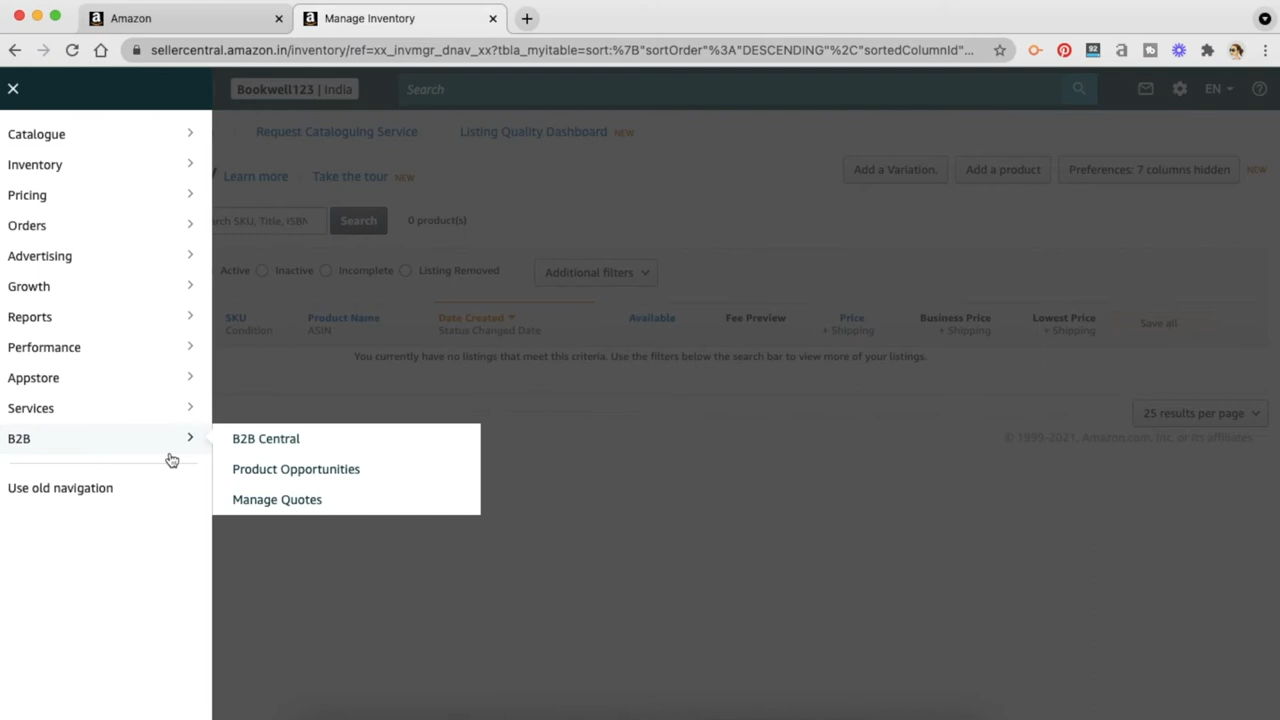 Amazon
Manage Inventory
sellercentral.amazon.in/inventory/ref=xx_invmgr_dnav_xx?tbla_myitable=sort:%7B"sortOrder"%3A"DESCENDING"%2C"sortedColumnId"...
92
Bookwell123 | India
Search
EN
Catalogue
Request Cataloguing Service
Listing Quality Dashboard NEW
Inventory
Learn more
Take the tour NEW
Add a Variation.
Add a product
Preferences: 7 columns hidden
NEW
Pricing
Orders
SKU, Title, ISBN
Search
0 product(s)
Advertising
Active
Inactive
Incomplete
Listing Removed
Additional filters
Growth
Reports
SKU
Condition
Product Name
ASIN
Date Created
Status Changed Date
Available
Fee Preview
Price
+ Shipping
Business Price
+ Shipping
Lowest Price
+ Shipping
Save all
Performance
You currently have no listings that meet this criteria. Use the filters below the search bar to view more of your listings.
Appstore
Services
25 results per page
B2B
B2B Central
© 1999-2021, Amazon.com, Inc. or its affiliates
Product Opportunities
Use old navigation
Manage Quotes